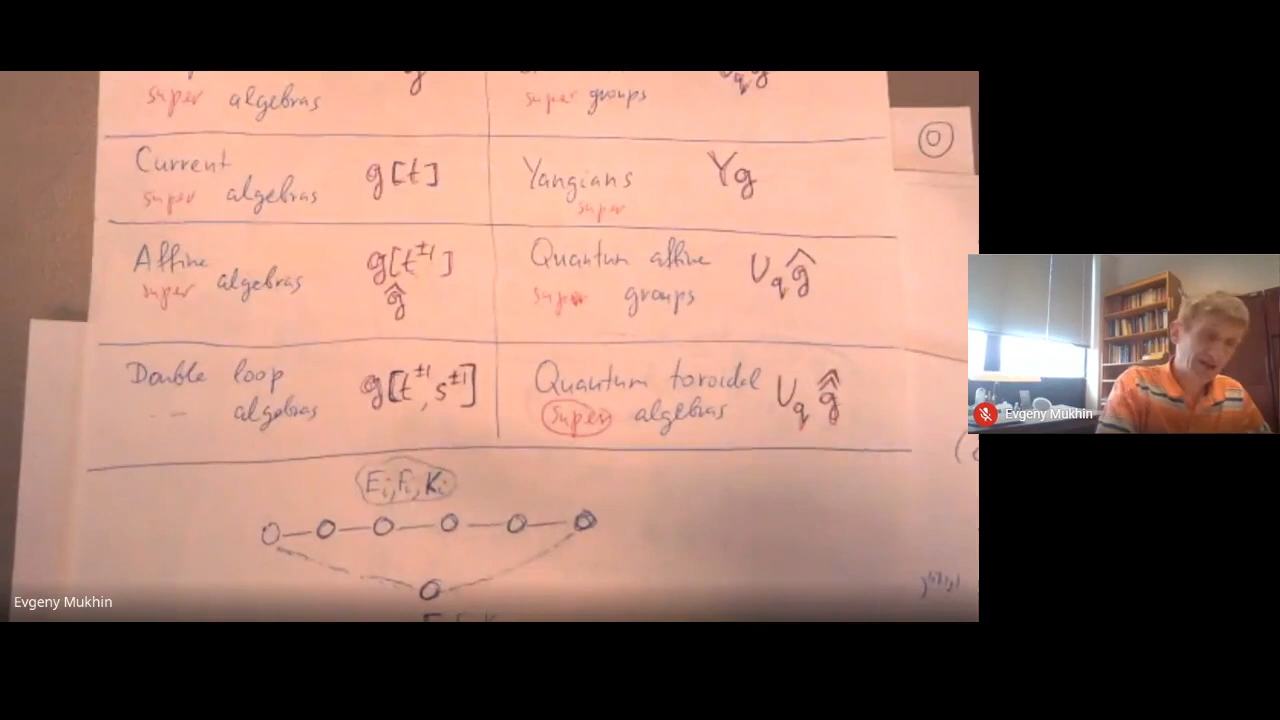 super algebras g
super groups U_q g
Current
super algebras g[t]
Yangians Yg
super
Affine
super algebras g[t^{±1}]
ĝ
Quantum affine
super groups U_q ĝ
Double loop
-- algebras g[t^{±1}, s^{±1}]
Quantum toroidal
super algebras U_q ĝ̂
E_i, F_i, K_i
Evgeny Mukhin
Evgeny Mukhin